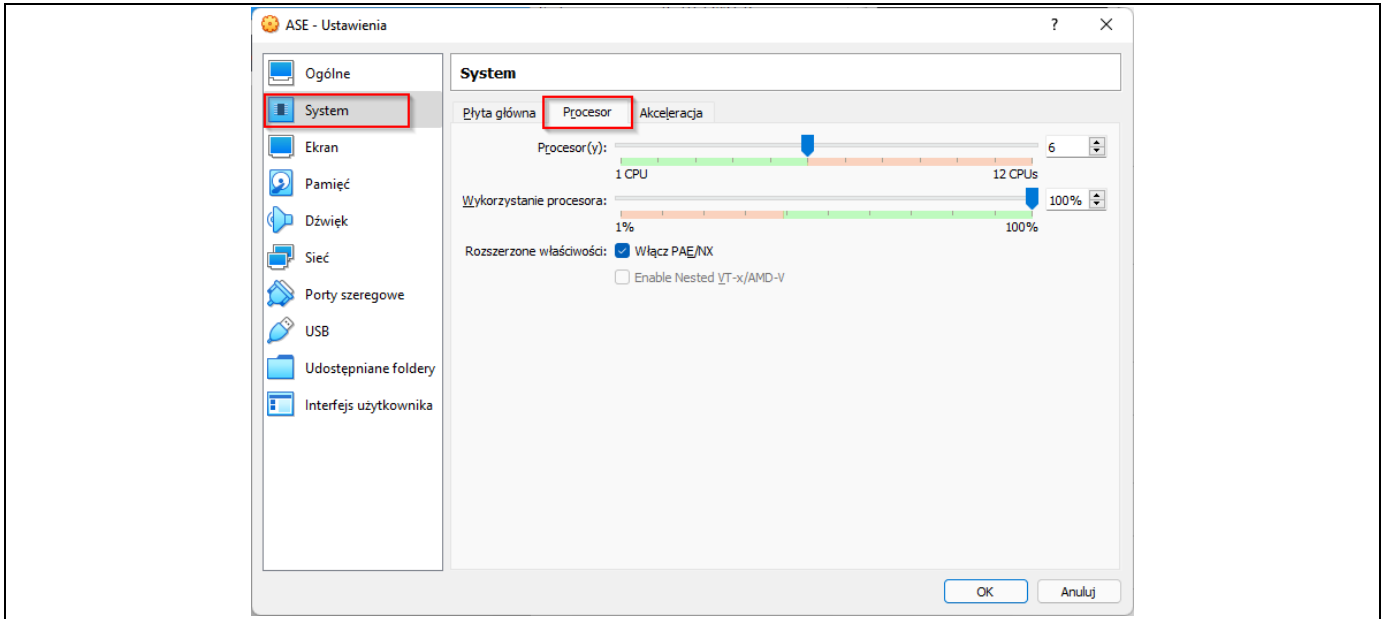 ASE - Ustawienia
?
Ogólne
System
Ekran
Pamięć
Dźwięk
Sieć
Porty szeregowe
USB
Udostępniane foldery
Interfejs użytkownika
System
Płyta główna Procesor Akceleracja
Procesor(y): 6
1 CPU 12 CPUs
Wykorzystanie procesora: 100%
1% 100%
Rozszerzone właściwości: Włącz PAE/NX
Enable Nested VT-x/AMD-V
OK Anuluj